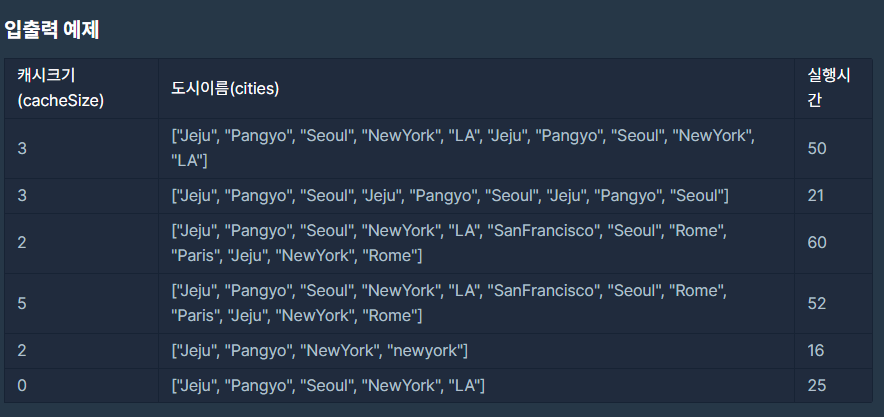 입출력 예제
캐시크기
(cacheSize)
도시이름(cities)
실행시
간
3
["Jeju", "Pangyo", "Seoul", "NewYork", "LA", "Jeju", "Pangyo", "Seoul", "NewYork",
"LA"]
50
3
["Jeju", "Pangyo", "Seoul", "Jeju", "Pangyo", "Seoul", "Jeju", "Pangyo", "Seoul"]
21
2
["Jeju", "Pangyo", "Seoul", "NewYork", "LA", "SanFrancisco", "Seoul", "Rome",
"Paris", "Jeju", "NewYork", "Rome"]
60
5
["Jeju", "Pangyo", "Seoul", "NewYork", "LA", "SanFrancisco", "Seoul", "Rome",
"Paris", "Jeju", "NewYork", "Rome"]
52
2
["Jeju", "Pangyo", "NewYork", "newyork"]
16
0
["Jeju", "Pangyo", "Seoul", "NewYork", "LA"]
25